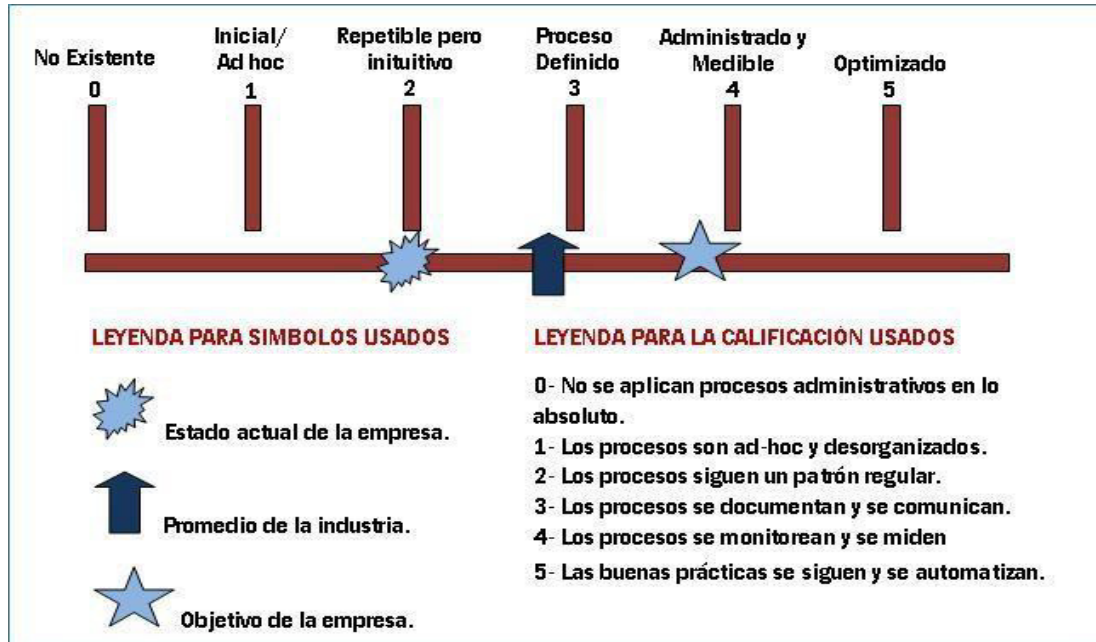 No Existente
0
Inicial/
Ad hoc
1
Repetible pero
inituitivo
2
Proceso
Definido
3
Administrado y
Medible
4
Optimizado
5
LEYENDA PARA SIMBOLOS USADOS
Estado actual de la empresa.
Promedio de la industria.
Objetivo de la empresa.
LEYENDA PARA LA CALIFICACIÓN USADOS
0- No se aplican procesos administrativos en lo
absoluto.
1- Los procesos son ad-hoc y desorganizados.
2- Los procesos siguen un patrón regular.
3- Los procesos se documentan y se comunican.
4- Los procesos se monitorean y se miden
5- Las buenas prácticas se siguen y se automatizan.